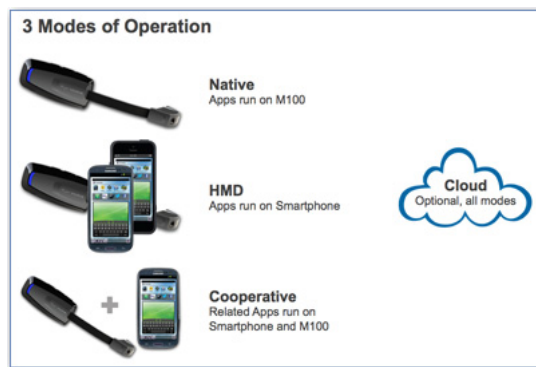 3 Modes of Operation
Native
Apps run on M100
HMD
Apps run on Smartphone
Cloud
Optional, all modes
Cooperative
Related Apps run on
Smartphone and M100